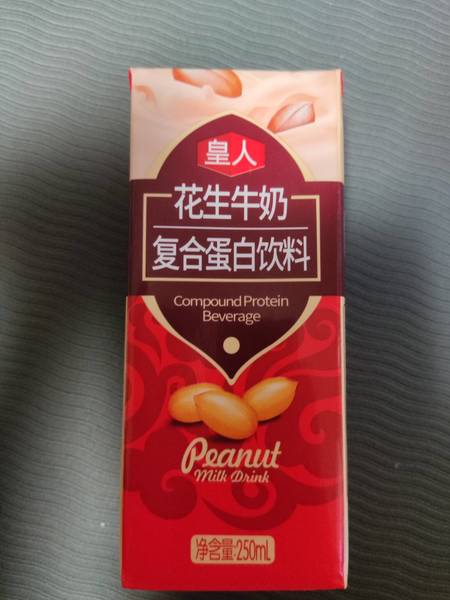 皇人
花生牛奶
复合蛋白饮料
Compound Protein
Beverage
Peanut
Milk Drink
净含量:250mL